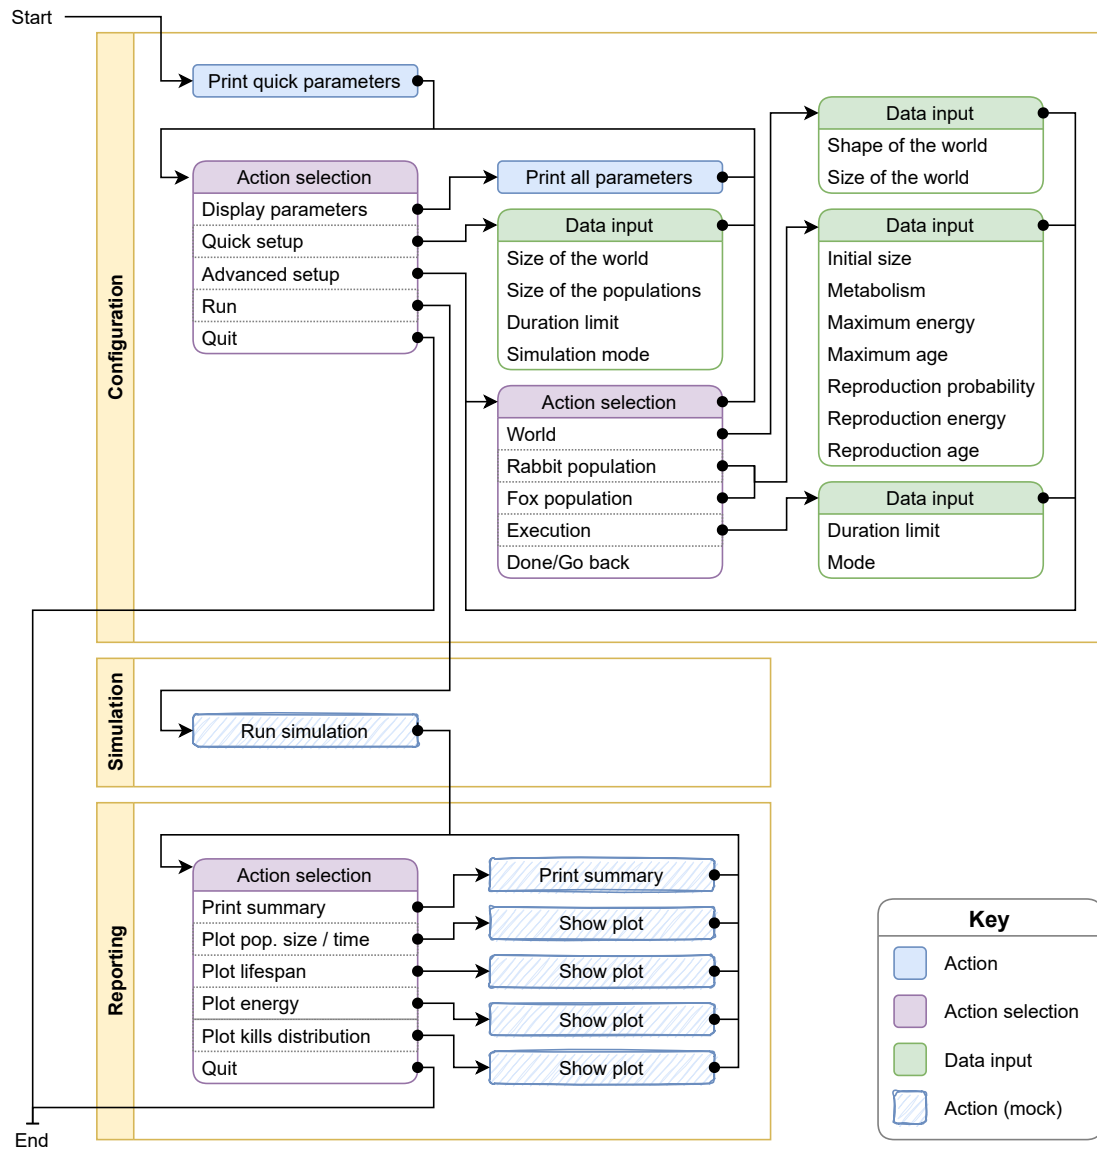 Start
Configuration
Print quick parameters
Action selection
Display parameters
Quick setup
Advanced setup
Run
Quit
Print all parameters
Data input
Size of the world
Size of the populations
Duration limit
Simulation mode
Action selection
World
Rabbit population
Fox population
Execution
Done/Go back
Data input
Shape of the world
Size of the world
Data input
Initial size
Metabolism
Maximum energy
Maximum age
Reproduction probability
Reproduction energy
Reproduction age
Data input
Duration limit
Mode
Simulation
Run simulation
Reporting
Action selection
Print summary
Plot pop. size / time
Plot lifespan
Plot energy
Plot kills distribution
Quit
Print summary
Show plot
Show plot
Show plot
Show plot
End
Key
Action
Action selection
Data input
Action (mock)